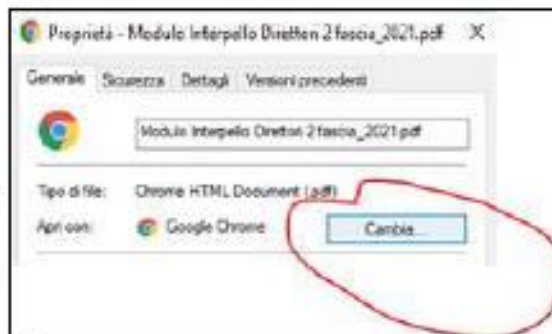 Proprietà - Modulo Interpello Direttori 2 fascia_2021.pdf
Generale Sicurezza Dettagli Versioni precedenti
Modulo Interpello Direttori 2 fascia_2021.pdf
Tipo di file: Chrome HTML Document (.pdf)
Apri con: Google Chrome Cambia...